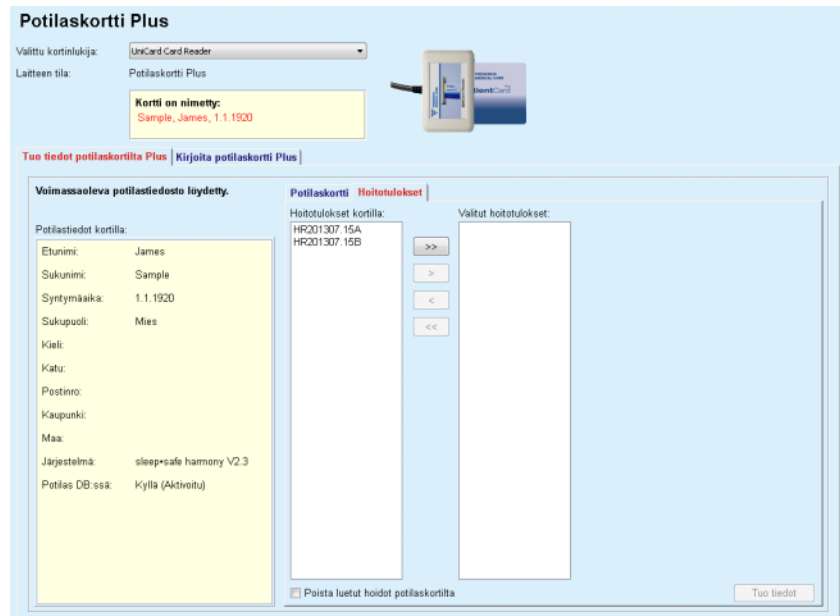 Potilaskortti Plus
Valittu kortinlukija: UniCard Card Reader
Laitteen tila: Potilaskortti Plus
Kortti on nimetty:
Sample, James, 1.1.1920
Tuo tiedot potilaskortilta Plus Kirjoita potilaskortti Plus
Voimassaoleva potilastiedosto löydetty.
Potilastiedot kortilla:
Etunimi: James
Sukunimi: Sample
Syntymäaika: 1.1.1920
Sukupuoli: Mies
Kieli:
Katu:
Postinro:
Kaupunki:
Maa:
Järjestelmä: sleep•safe harmony V2.3
Potilas DB:ssä: Kyllä (Aktivoitu)
Potilaskortti Hoitotulokset
Hoitotulokset kortilla:
HR201307.15A
HR201307.15B
>>
>
<
<<
Valitut hoitotulokset:
Poista luetut hoidot potilaskortilta
Tuo tiedot